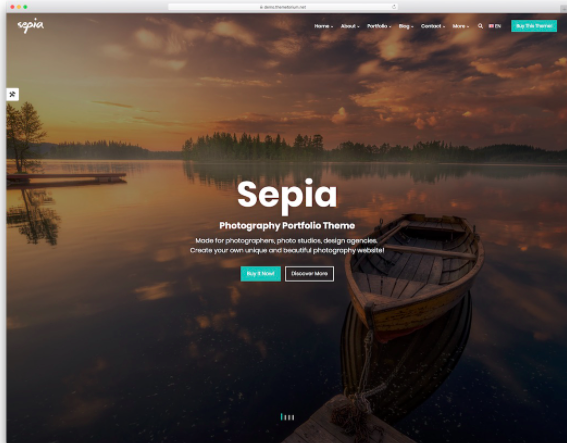 demo.themetorium.net
sepia
Home About Portfolio Blog Contact More EN Buy This Theme!
Sepia
Photography Portfolio Theme
Made for photographers, photo studios, design agencies.
Create your own unique and beautiful photography website!
Buy It Now! Discover More